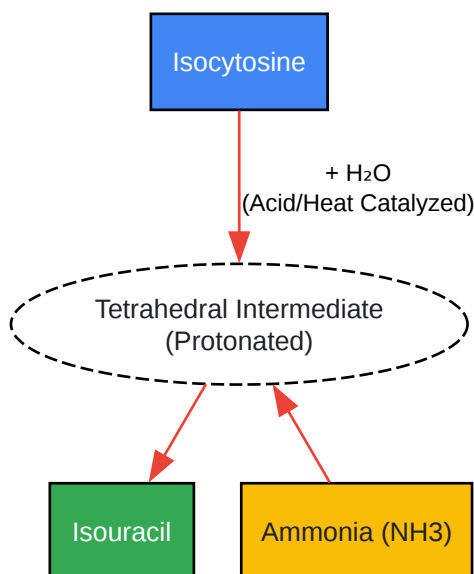 Isocytosine
+ H₂O
(Acid/Heat Catalyzed)
Tetrahedral Intermediate
(Protonated)
Isouracil
Ammonia (NH3)